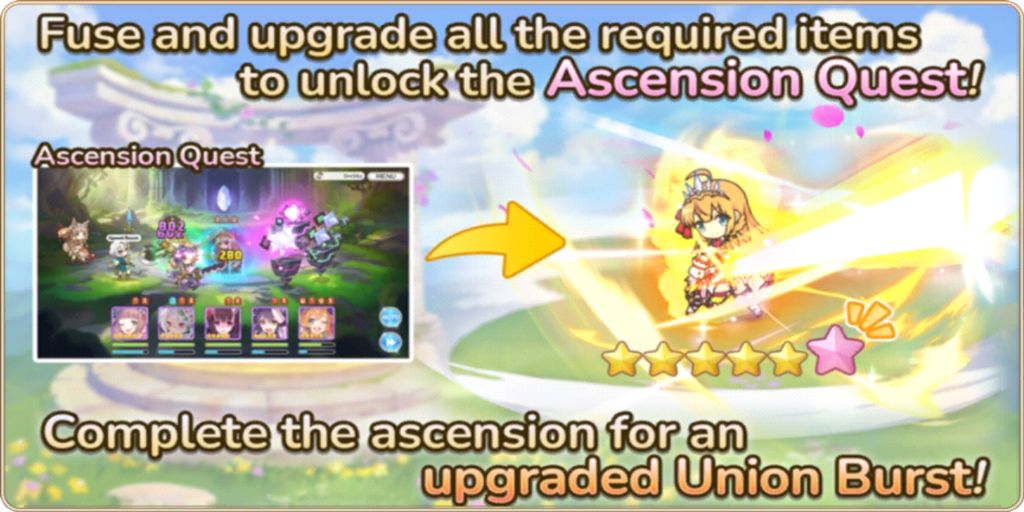 Fuse and upgrade all the required items
to unlock the Ascension Quest!
Ascension Quest
MENU
802
280
Complete the ascension for an
upgraded Union Burst!